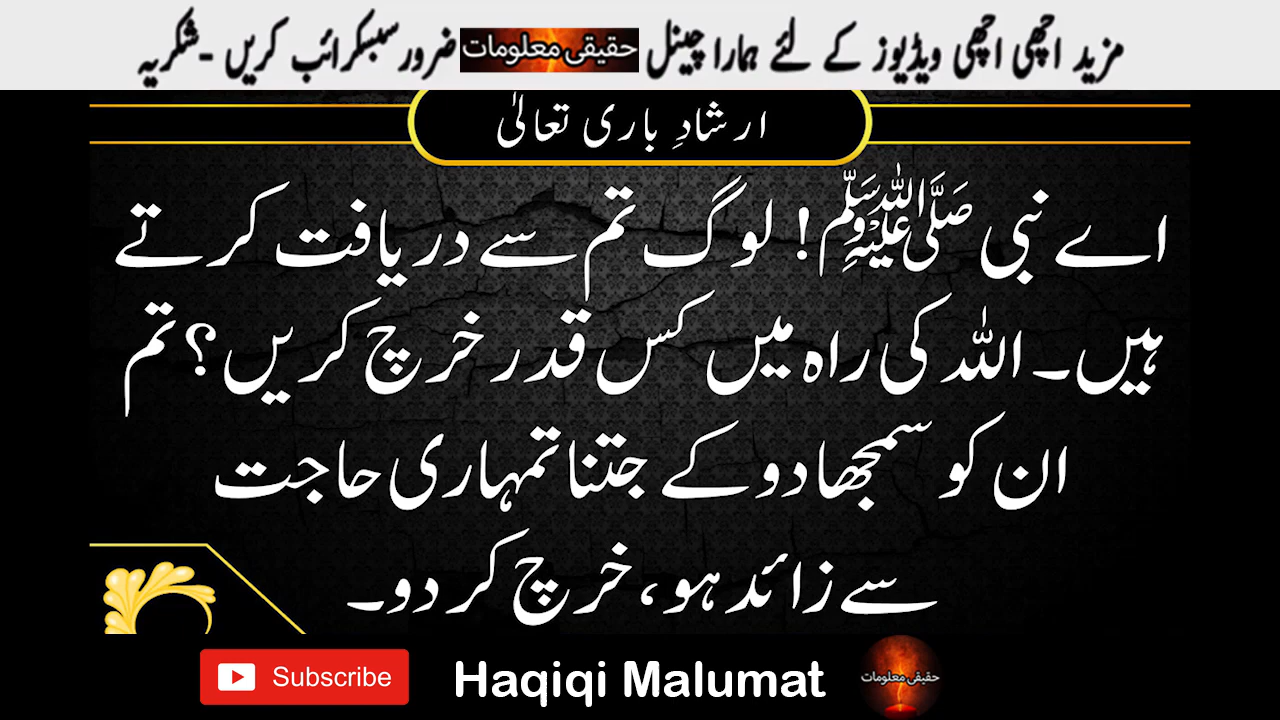 مزید اچھی اچھی ویڈیوز کے لئے ہمارا چینل حقیقی معلومات ضرور سبسکرائب کریں - شکریہ
ارشادِ باری تعالیٰ
اے نبی ﷺ! لوگ تم سے دریافت کرتے
ہیں۔ اللہ کی راہ میں کس قدر خرچ کریں؟ تم
ان کو سمجھا دو کے جتنا تمہاری حاجت
سے زائد ہو، خرچ کر دو۔
Subscribe Haqiqi Malumat حقیقی معلومات